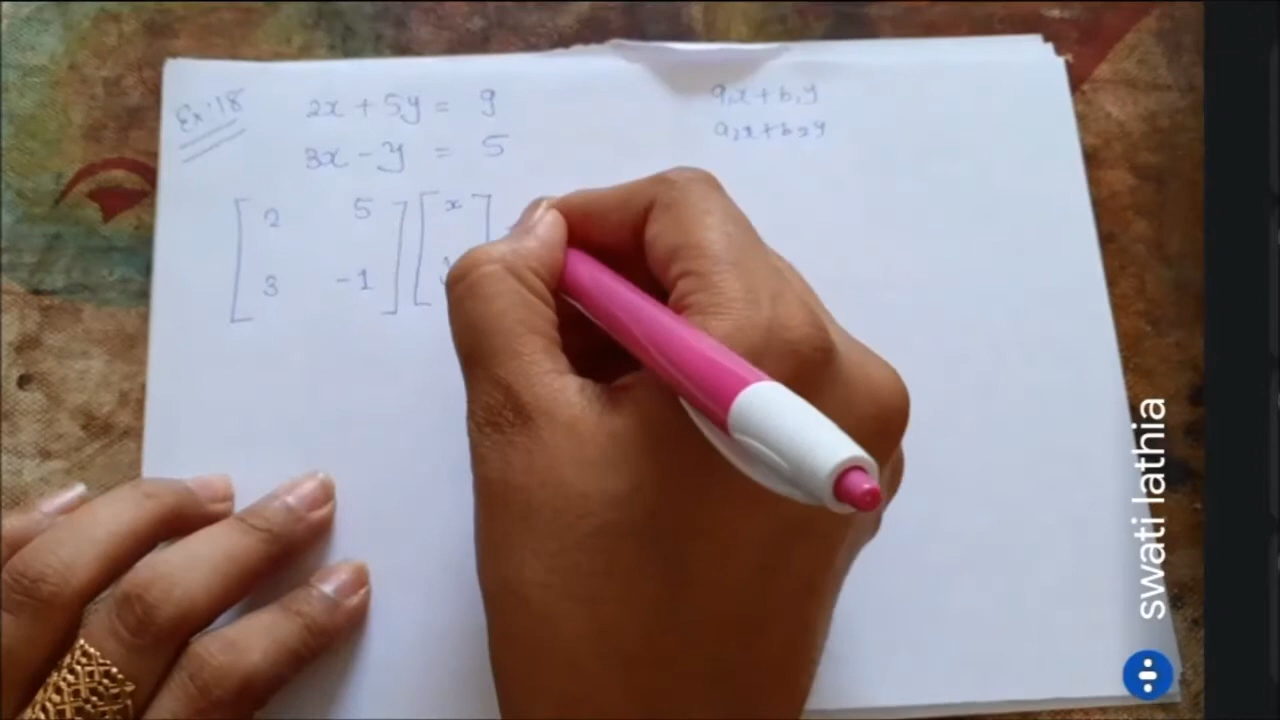 Ex:18
2x + 5y = 9
3x - y = 5
a₁x + b₁y
a₂x + b₂y
2 5 x
3 -1
swati lathia